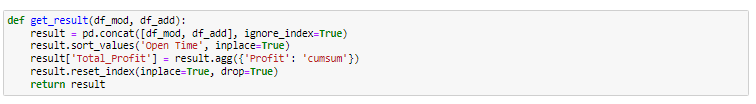 def get_result(df_mod, df_add):
    result = pd.concat([df_mod, df_add], ignore_index=True)
    result.sort_values('Open Time', inplace=True)
    result['Total_Profit'] = result.agg({'Profit': 'cumsum'})
    result.reset_index(inplace=True, drop=True)
    return result